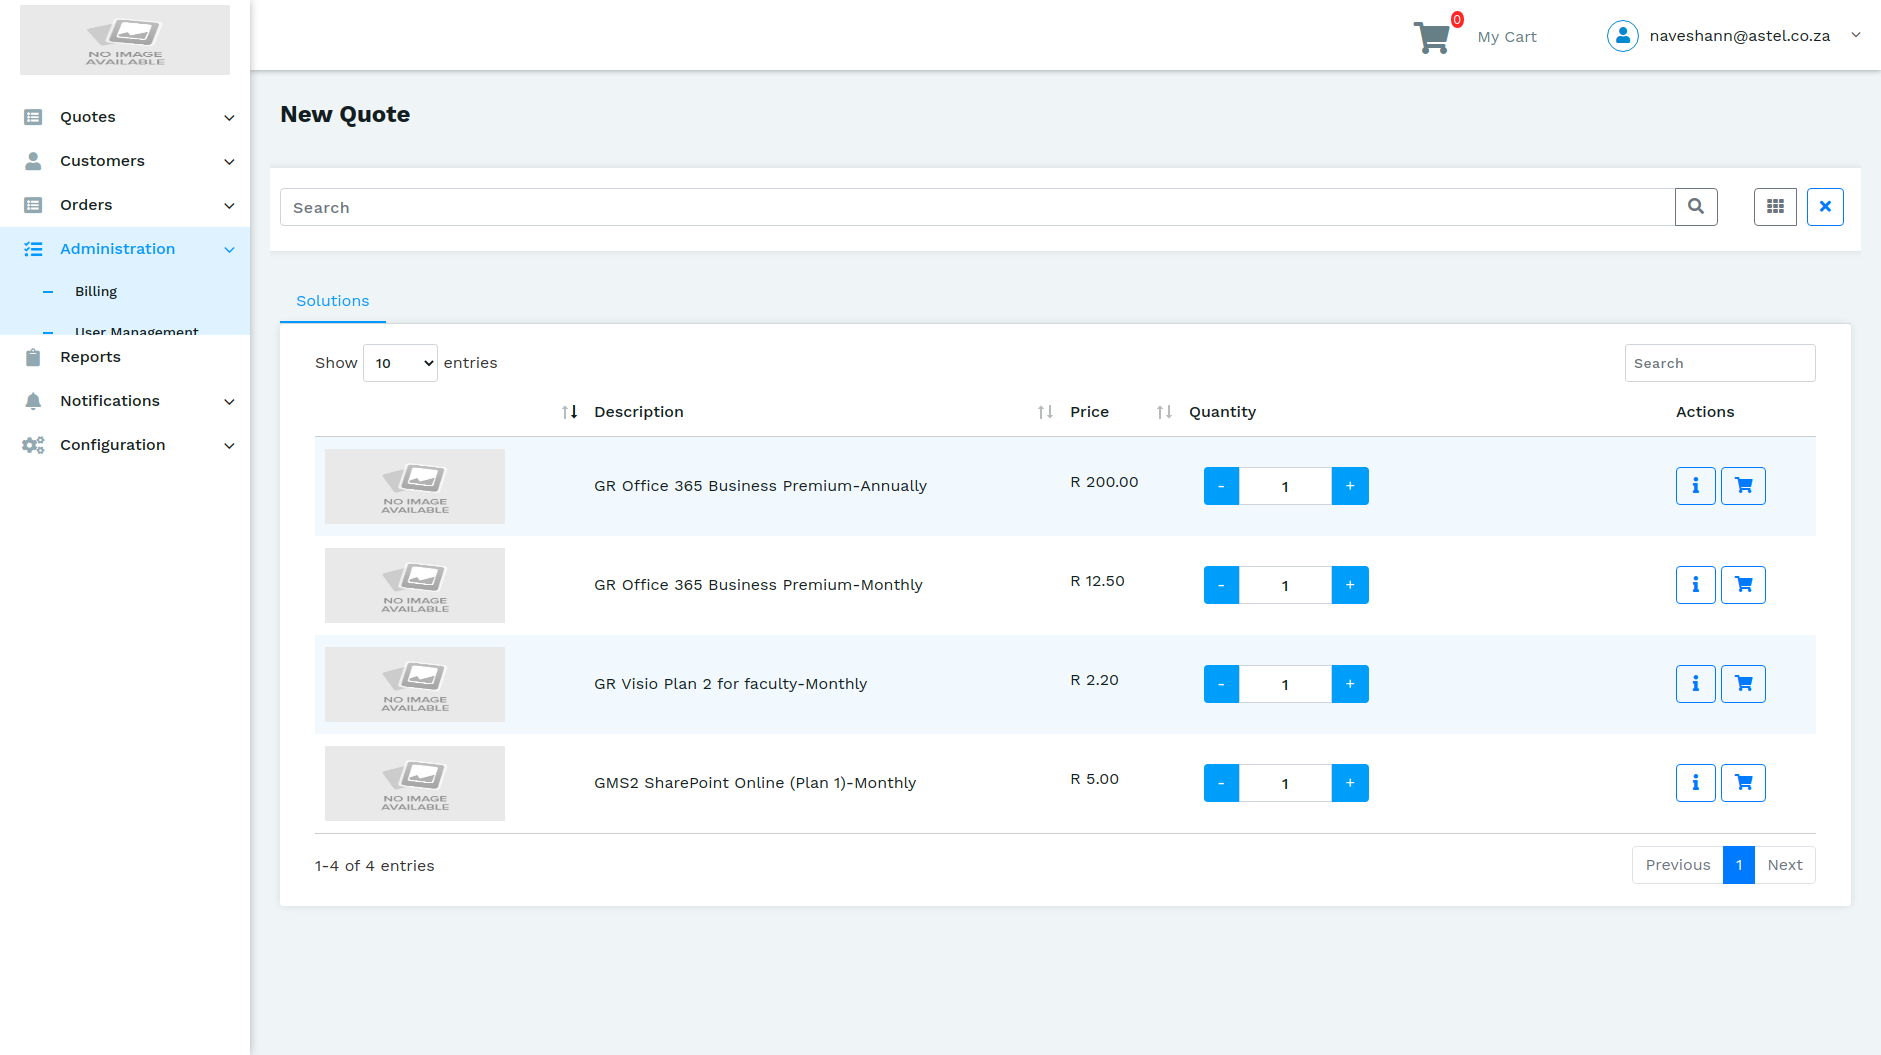 NO IMAGE
AVAILABLE
0
My Cart
naveshann@astel.co.za
Quotes
Customers
Orders
Administration
Billing
User Management
Reports
Notifications
Configuration
New Quote
Search
Solutions
Show 10 entries
Search
Description Price Quantity Actions
NO IMAGE
AVAILABLE
GR Office 365 Business Premium-Annually R 200.00 - 1 +
NO IMAGE
AVAILABLE
GR Office 365 Business Premium-Monthly R 12.50 - 1 +
NO IMAGE
AVAILABLE
GR Visio Plan 2 for faculty-Monthly R 2.20 - 1 +
NO IMAGE
AVAILABLE
GMS2 SharePoint Online (Plan 1)-Monthly R 5.00 - 1 +
1-4 of 4 entries
Previous 1 Next